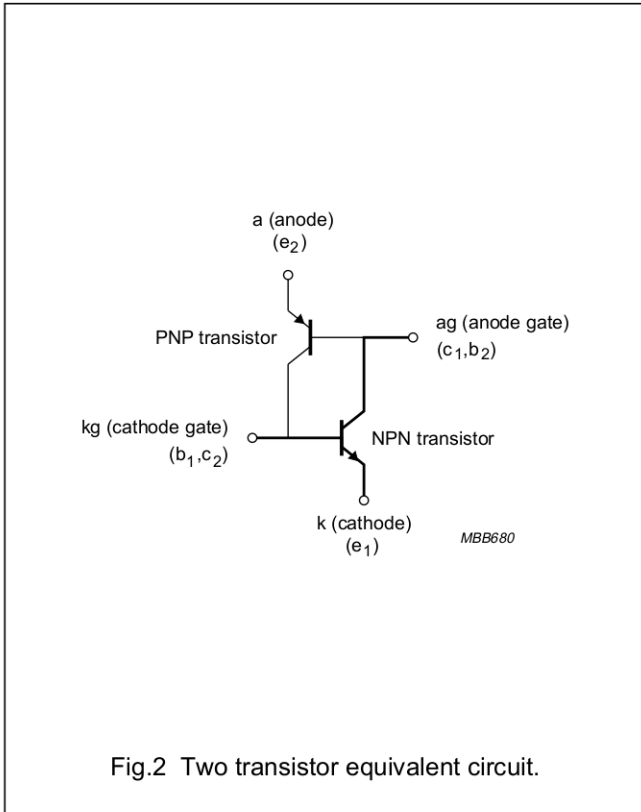 a (anode)
(e₂)
PNP transistor
ag (anode gate)
(c₁,b₂)
kg (cathode gate)
(b₁,c₂)
NPN transistor
k (cathode)
(e₁)
MBB680
Fig.2 Two transistor equivalent circuit.